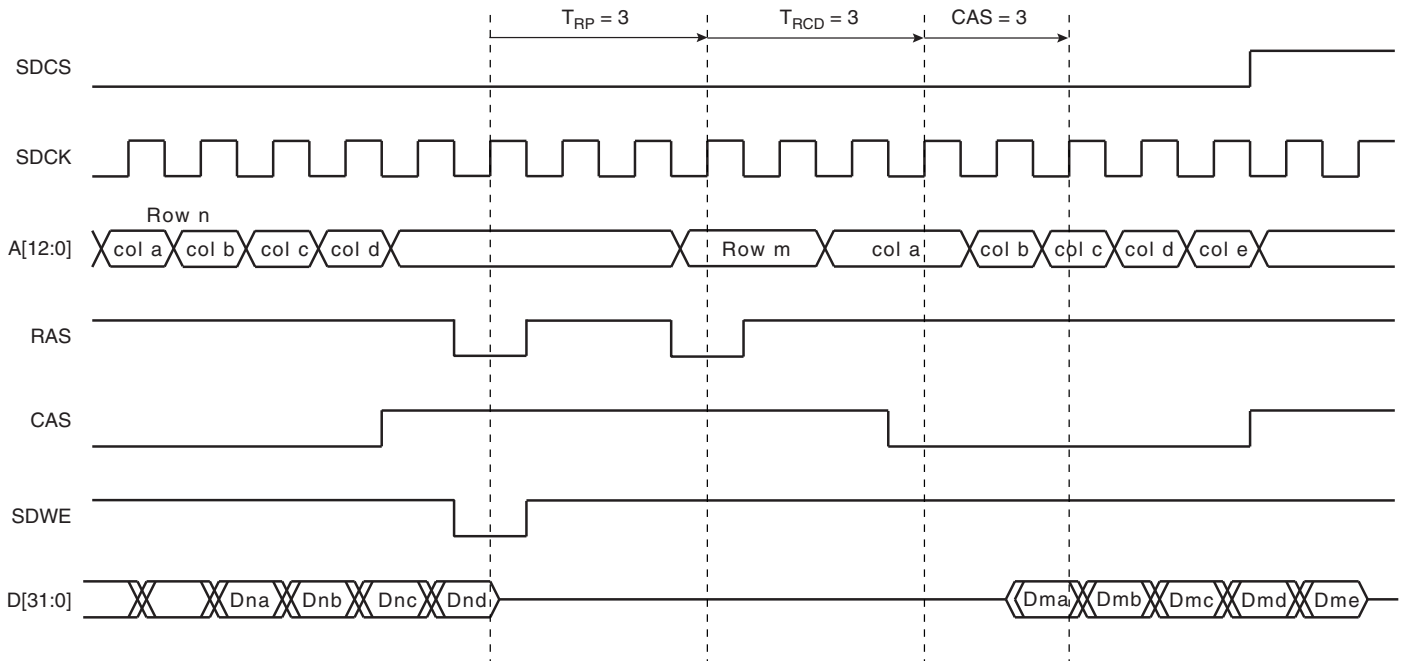 T_RP = 3 T_RCD = 3 CAS = 3
SDCS
SDCK
Row n
A[12:0] col a col b col c col d Row m col a col b col c col d col e
RAS
CAS
SDWE
D[31:0] Dna Dnb Dnc Dnd Dma Dmb Dmc Dmd Dme